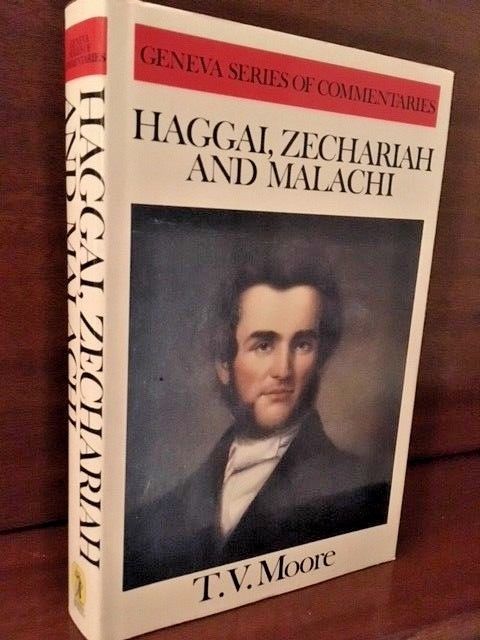 GENEVA SERIES OF COMMENTARIES
HAGGAI, ZECHARIAH
AND MALACHI
T.V. Moore
GENEVA
SERIES OF
COMMENTARIES
HAGGAI, ZECHARIAH
AND MALACHI